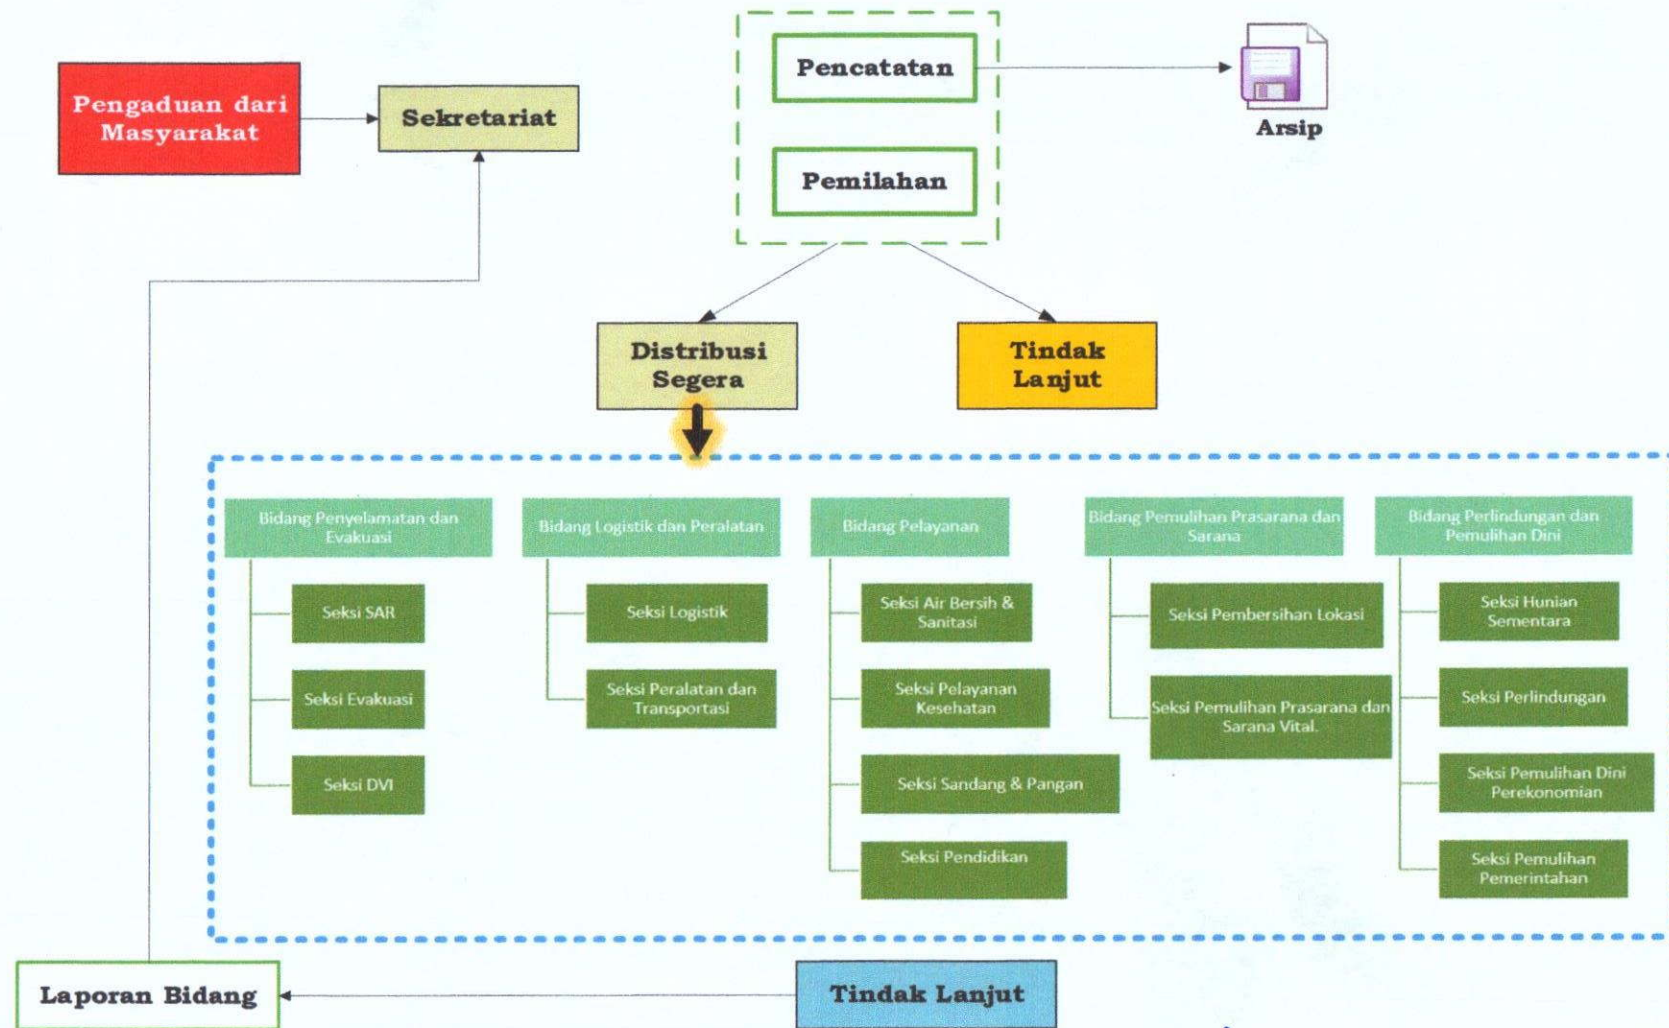 Pengaduan dari
Masyarakat
Sekretariat
Pencatatan
Pemilahan
Arsip
Distribusi
Segera
Tindak
Lanjut
Bidang Penyelamatan dan
Evakuasi
Seksi SAR
Seksi Evakuasi
Seksi DVI
Bidang Logistik dan Peralatan
Seksi Logistik
Seksi Peralatan dan
Transportasi
Bidang Pelayanan
Seksi Air Bersih &
Sanitasi
Seksi Pelayanan
Kesehatan
Seksi Sandang & Pangan
Seksi Pendidikan
Bidang Pemulihan Prasarana dan
Sarana
Seksi Pembersihan Lokasi
Seksi Pemulihan Prasarana dan
Sarana Vital.
Bidang Perlindungan dan
Pemulihan Dini
Seksi Hunian
Sementara
Seksi Perlindungan
Seksi Pemulihan Dini
Perekonomian
Seksi Pemulihan
Pemerintahan
Laporan Bidang
Tindak Lanjut